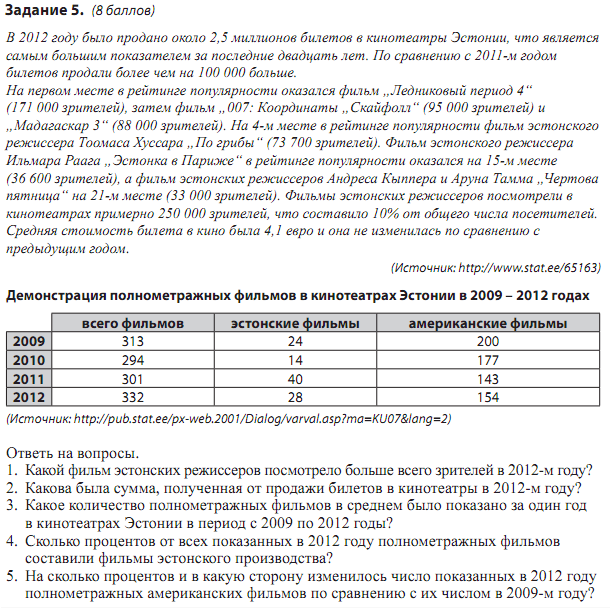 Задание 5. (8 баллов)
В 2012 году было продано около 2,5 миллионов билетов в кинотеатры Эстонии, что является
самым большим показателем за последние двадцать лет. По сравнению с 2011-м годом
билетов продали более чем на 100 000 больше.
На первом месте в рейтинге популярности оказался фильм „Ледниковый период 4“
(171 000 зрителей), затем фильм „007: Координаты „Скайфолл“ (95 000 зрителей) и
„Мадагаскар 3“ (88 000 зрителей). На 4-м месте в рейтинге популярности фильм эстонского
режиссера Тоомаса Хуссара „По грибы“ (73 700 зрителей). Фильм эстонского режиссера
Ильмара Раага „Эстонка в Париже“ в рейтинге популярности оказался на 15-м месте
(36 600 зрителей), а фильм эстонских режиссеров Андреса Кыппера и Аруна Тамма „Чертова
пятница“ на 21-м месте (33 000 зрителей). Фильмы эстонских режиссеров посмотрели в
кинотеатрах примерно 250 000 зрителей, что составило 10% от общего числа посетителей.
Средняя стоимость билета в кино была 4,1 евро и она не изменилась по сравнению с
предыдущим годом.
(Источник: http://www.stat.ee/65163)
Демонстрация полнометражных фильмов в кинотеатрах Эстонии в 2009 – 2012 годах
всего фильмов эстонские фильмы американские фильмы
2009 313 24 200
2010 294 14 177
2011 301 40 143
2012 332 28 154
(Источник: http://pub.stat.ee/px-web.2001/Dialog/varval.asp?ma=KU07&lang=2)
Ответь на вопросы.
1. Какой фильм эстонских режиссеров посмотрело больше всего зрителей в 2012-м году?
2. Какова была сумма, полученная от продажи билетов в кинотеатры в 2012-м году?
3. Какое количество полнометражных фильмов в среднем было показано за один год
в кинотеатрах Эстонии в период с 2009 по 2012 годы?
4. Сколько процентов от всех показанных в 2012 году полнометражных фильмов
составили фильмы эстонского производства?
5. На сколько процентов и в какую сторону изменилось число показанных в 2012 году
полнометражных американских фильмов по сравнению с их числом в 2009-м году?